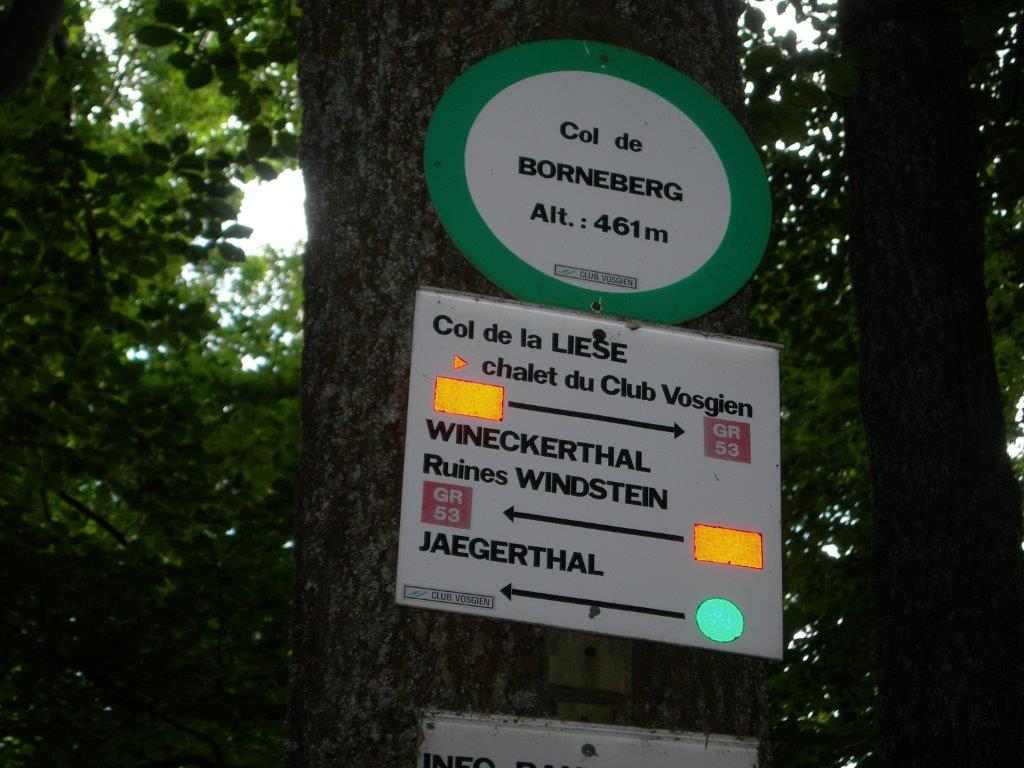 Col de
BORNEBERG
Alt. : 461m
CLUB VOSGIEN
Col de la LIESE
chalet du Club Vosgien
GR
53
WINECKERTHAL
Ruines WINDSTEIN
GR
53
JAEGERTHAL
CLUB VOSGIEN
INFO